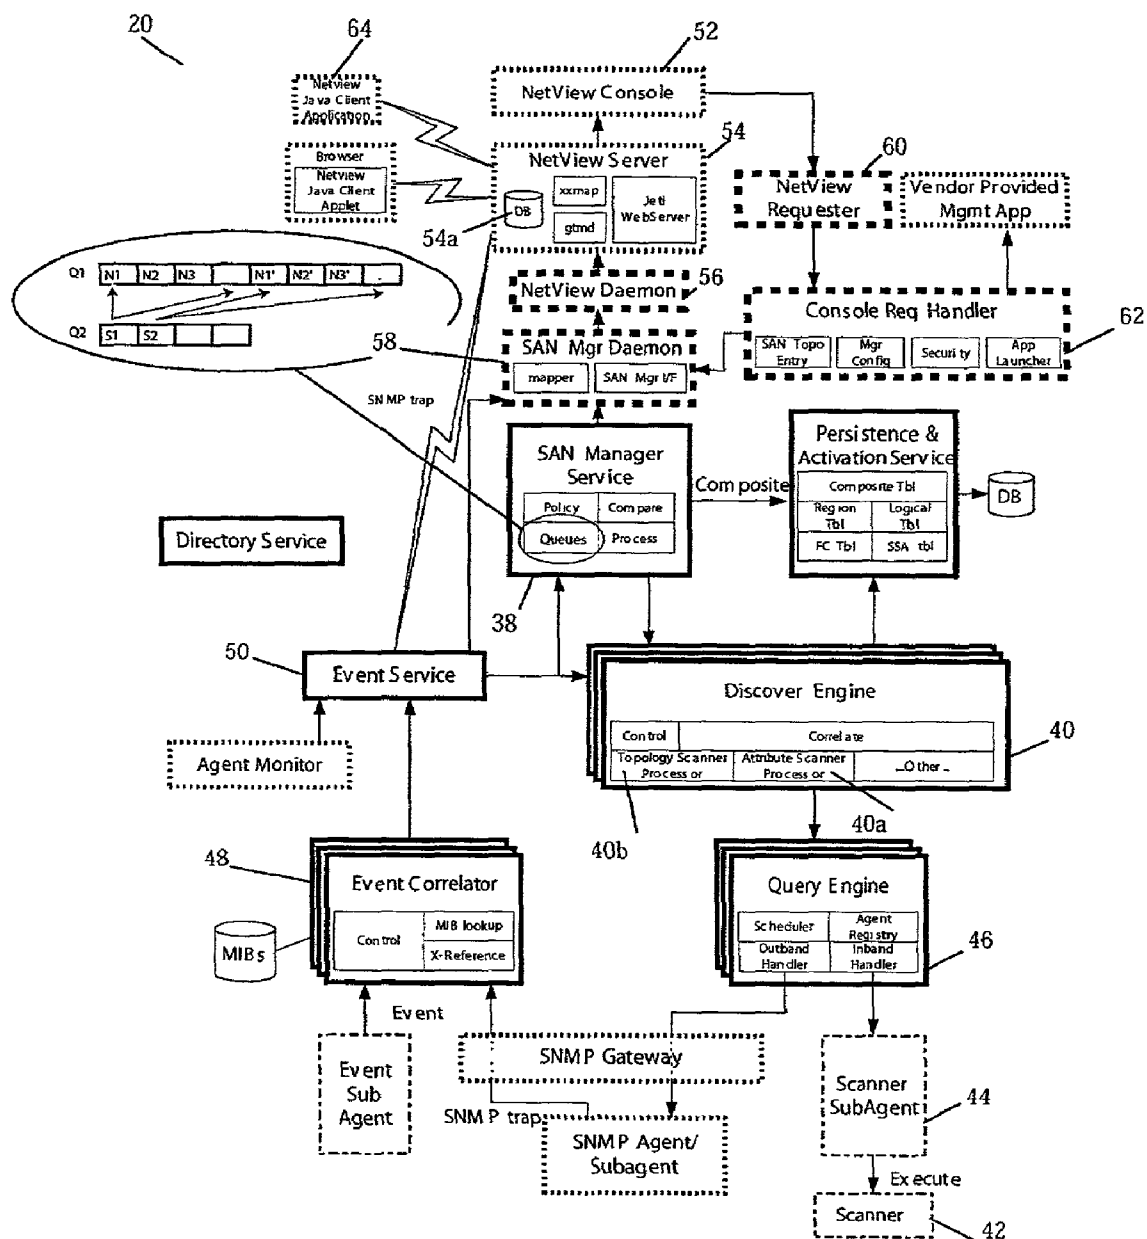 20
64
52
Netview
Java Client
Application
NetView Console
54
Browser
Netview
Java Client
Applet
NetView Server
DB
54a
xxmap
gtmd
Jeti
WebServer
60
NetView
Requester
Vendor Provided
Mgmt App
Q1
N1
N2
N3
N1'
N2'
N3'
Q2
S1
S2
NetView Daemon
56
58
SAN Mgr Daemon
mapper
SAN Mgr I/F
Console Req Handler
62
SAN Topo
Entry
Mgr
Config
Security
App
Launcher
SNMP trap
SAN Manager
Service
Policy
Compare
Queues
Process
38
Composite
Persistence &
Activation Service
Composite Tbl
Region
Tbl
Logical
Tbl
FC Tbl
SSA tbl
DB
Directory Service
50
Event Service
Agent Monitor
Discover Engine
40
Control
Correlate
Topology Scanner
Processor
Attribute Scanner
Processor
_Other_
40a
40b
48
Event Correlator
Control
MIB lookup
X-Reference
MIBs
Query Engine
Scheduler
Agent
Registry
Outband
Handler
Inband
Handler
46
Event
Event
Sub
Agent
SNMP Gateway
SNMP trap
SNMP Agent/
Subagent
Scanner
SubAgent
44
Execute
Scanner
42